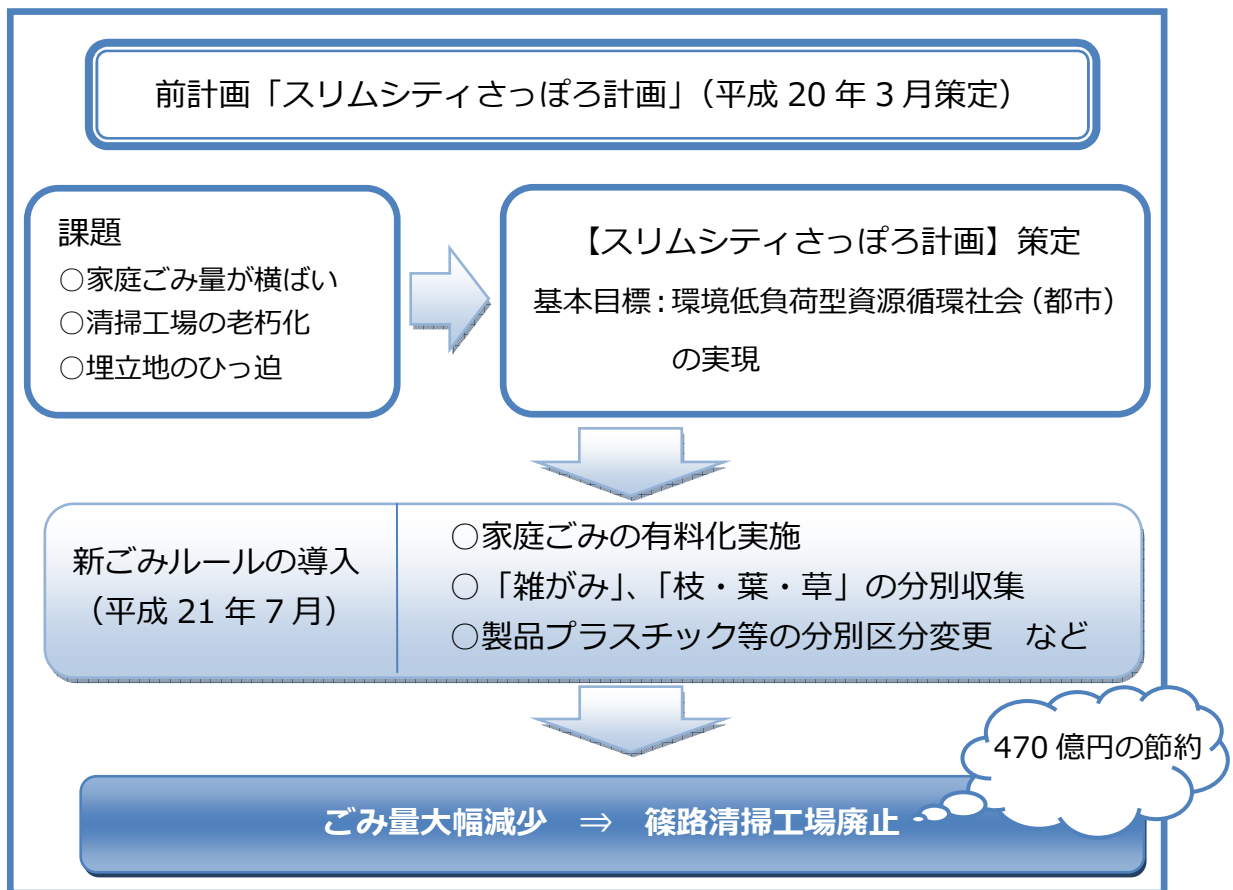 前計画「スリムシティさっぽろ計画」（平成 20 年 3 月策定）
課題
○家庭ごみ量が横ばい
○清掃工場の老朽化
○埋立地のひっ迫
【スリムシティさっぽろ計画】策定
基本目標：環境低負荷型資源循環社会（都市）
の実現
新ごみルールの導入
（平成 21 年 7 月）
○家庭ごみの有料化実施
○「雑がみ」、「枝・葉・草」の分別収集
○製品プラスチック等の分別区分変更　など
470 億円の節約
ごみ量大幅減少　⇒　篠路清掃工場廃止